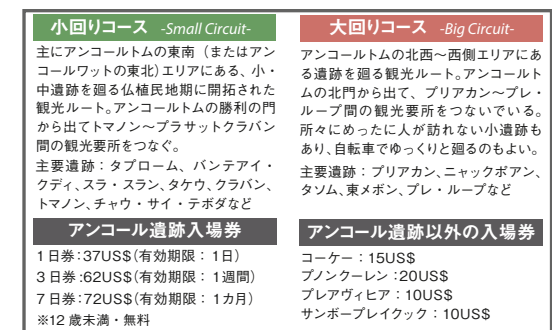 小回りコース -Small Circuit-
主にアンコールトムの東南（またはアン
コールワットの東北）エリアにある、小・
中遺跡を廻る仏植民地期に開拓された
観光ルート。アンコールトムの勝利の門
から出てトマノン～プラサットクラバン
間の観光要所をつなぐ。
主要遺跡：タプローム、バンテアイ・
クディ、スラ・スラン、タケウ、クラバン、
トマノン、チャウ・サイ・テボダなど
大回りコース -Big Circuit-
アンコールトムの北西～西側エリアにあ
る遺跡を廻る観光ルート。アンコールト
ムの北門から出て、プリアカン～プレ・
ループ間の観光要所をつないでいる。
所々にめったに人が訪れない小遺跡も
あり、自転車でゆっくりと廻るのもよい。
主要遺跡：プリアカン、ニャックポアン、
タソム、東メボン、プレ・ループなど
アンコール遺跡入場券
1日券：37US$（有効期限：1日）
3日券：62US$（有効期限：1週間）
7日券：72US$（有効期限：1カ月）
※12歳未満・無料
アンコール遺跡以外の入場券
コーケー：15US$
プノンクーレン：20US$
プレアヴィヒア：10US$
サンボープレイクック：10US$